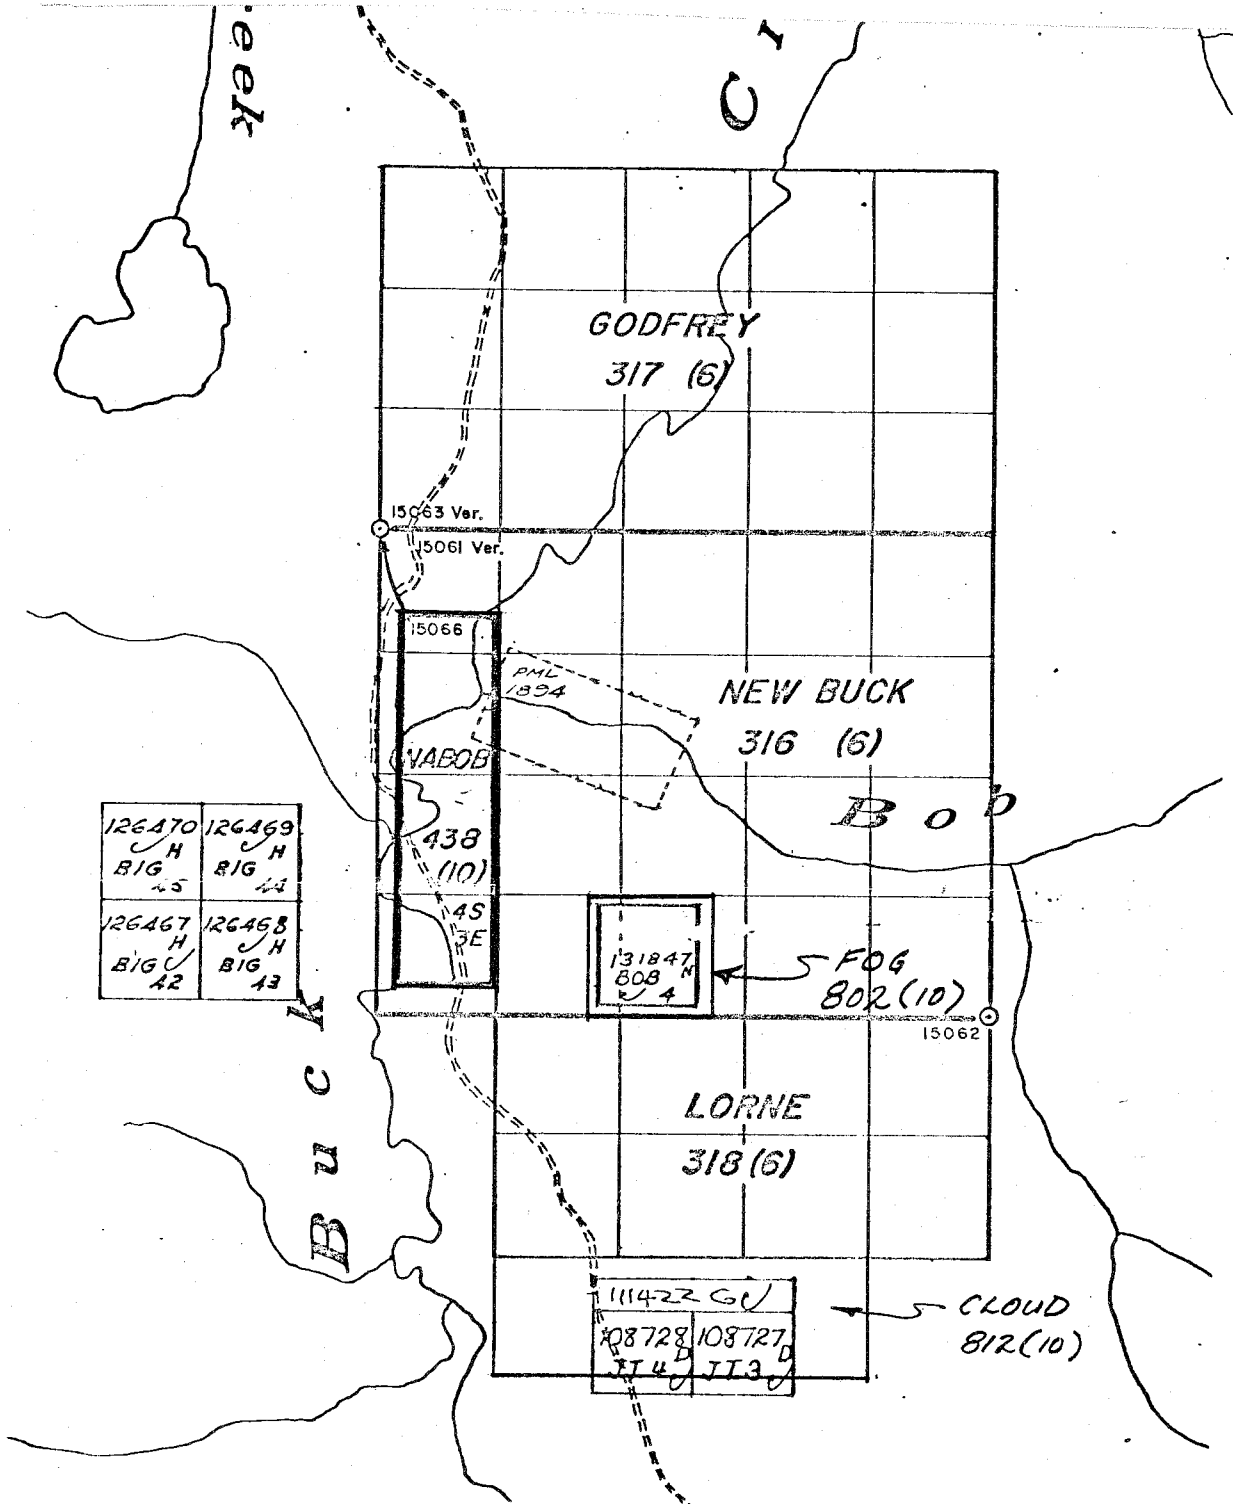 eek
C
GODFREY
317 (6)
15063 Ver.
15061 Ver.
15066
PML
1894
NEW BUCK
316 (6)
Bob
438
(10)
4S
3E
126470
H
BIG
45
126469
H
BIG
44
126467
H
BIG
42
126468
H
BIG
43
131847
N
BOB
4
FOG
802(10)
15062
Buck
LORNE
318(6)
111422 G
108728
D
JT 4
108727
D
JT 3
CLOUD
812(10)